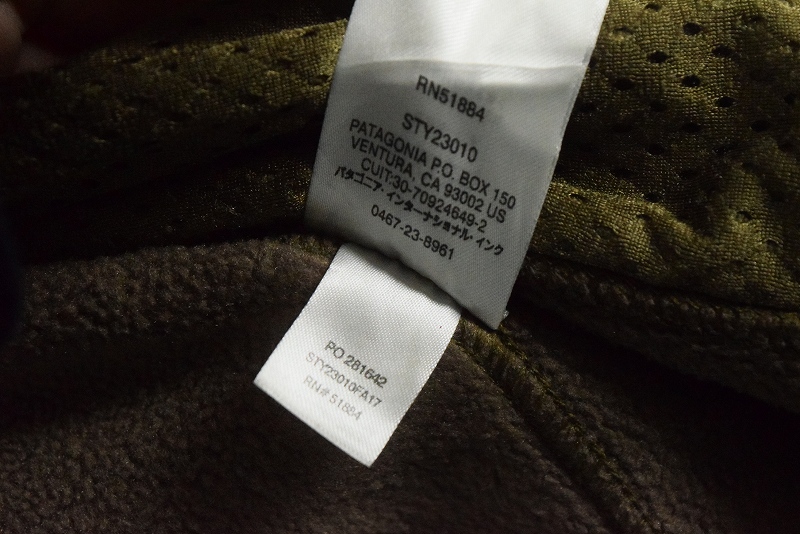 RN51884
STY23010
PATAGONIA P.O. BOX 150
VENTURA, CA 93002 US
CUIT:30-70924649-2
パタゴニア・インターナショナル・インク
0467-23-8961
PO 281642
STY23010FA17
RN# 51884